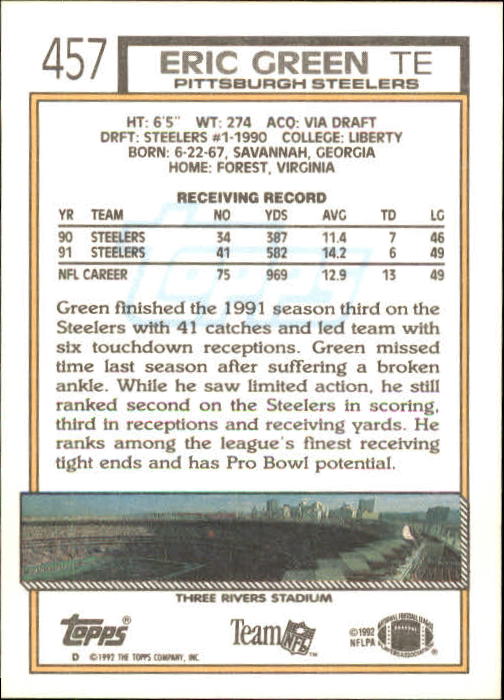 457 ERIC GREEN TE
PITTSBURGH STEELERS
HT: 6'5" WT: 274 ACQ: VIA DRAFT
DRFT: STEELERS #1-1990 COLLEGE: LIBERTY
BORN: 6-22-67, SAVANNAH, GEORGIA
HOME: FOREST, VIRGINIA
RECEIVING RECORD
YR TEAM NO YDS AVG TD LG
90 STEELERS 34 387 11.4 7 46
91 STEELERS 41 582 14.2 6 49
NFL CAREER 75 969 12.9 13 49
Green finished the 1991 season third on the
Steelers with 41 catches and led team with
six touchdown receptions. Green missed
time last season after suffering a broken
ankle. While he saw limited action, he still
ranked second on the Steelers in scoring,
third in receptions and receiving yards. He
ranks among the league's finest receiving
tight ends and has Pro Bowl potential.
THREE RIVERS STADIUM
Topps®
Team NFL™
©1992
NFLPA
D ©1992 THE TOPPS COMPANY, INC.